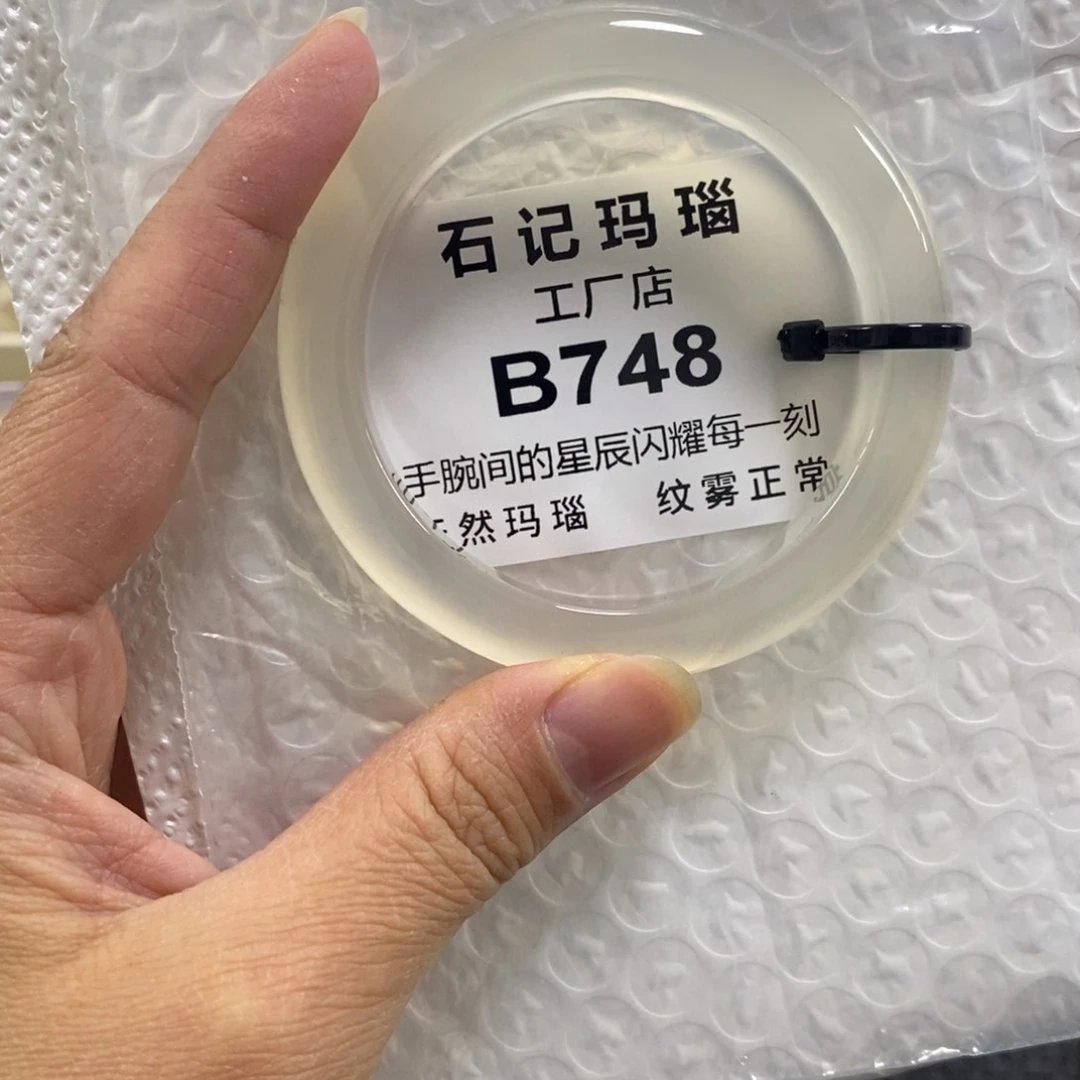 石记玛瑙
工厂店
B748
手腕间的星辰闪耀每一刻
然玛瑙 纹雾正常